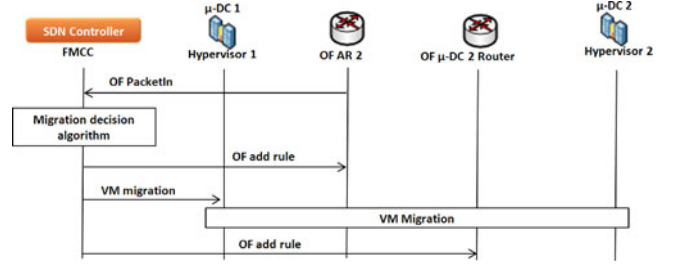 μ-DC 1
μ-DC 2
SDN Controller
FMCC
Hypervisor 1
OF AR 2
OF μ-DC 2 Router
Hypervisor 2
OF PacketIn
Migration decision
algorithm
OF add rule
VM migration
VM Migration
OF add rule